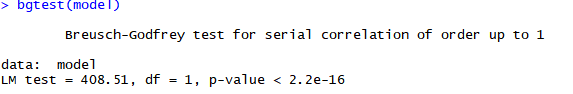 > bgtest(model)
Breusch-Godfrey test for serial correlation of order up to 1
data:  model
LM test = 408.51, df = 1, p-value < 2.2e-16